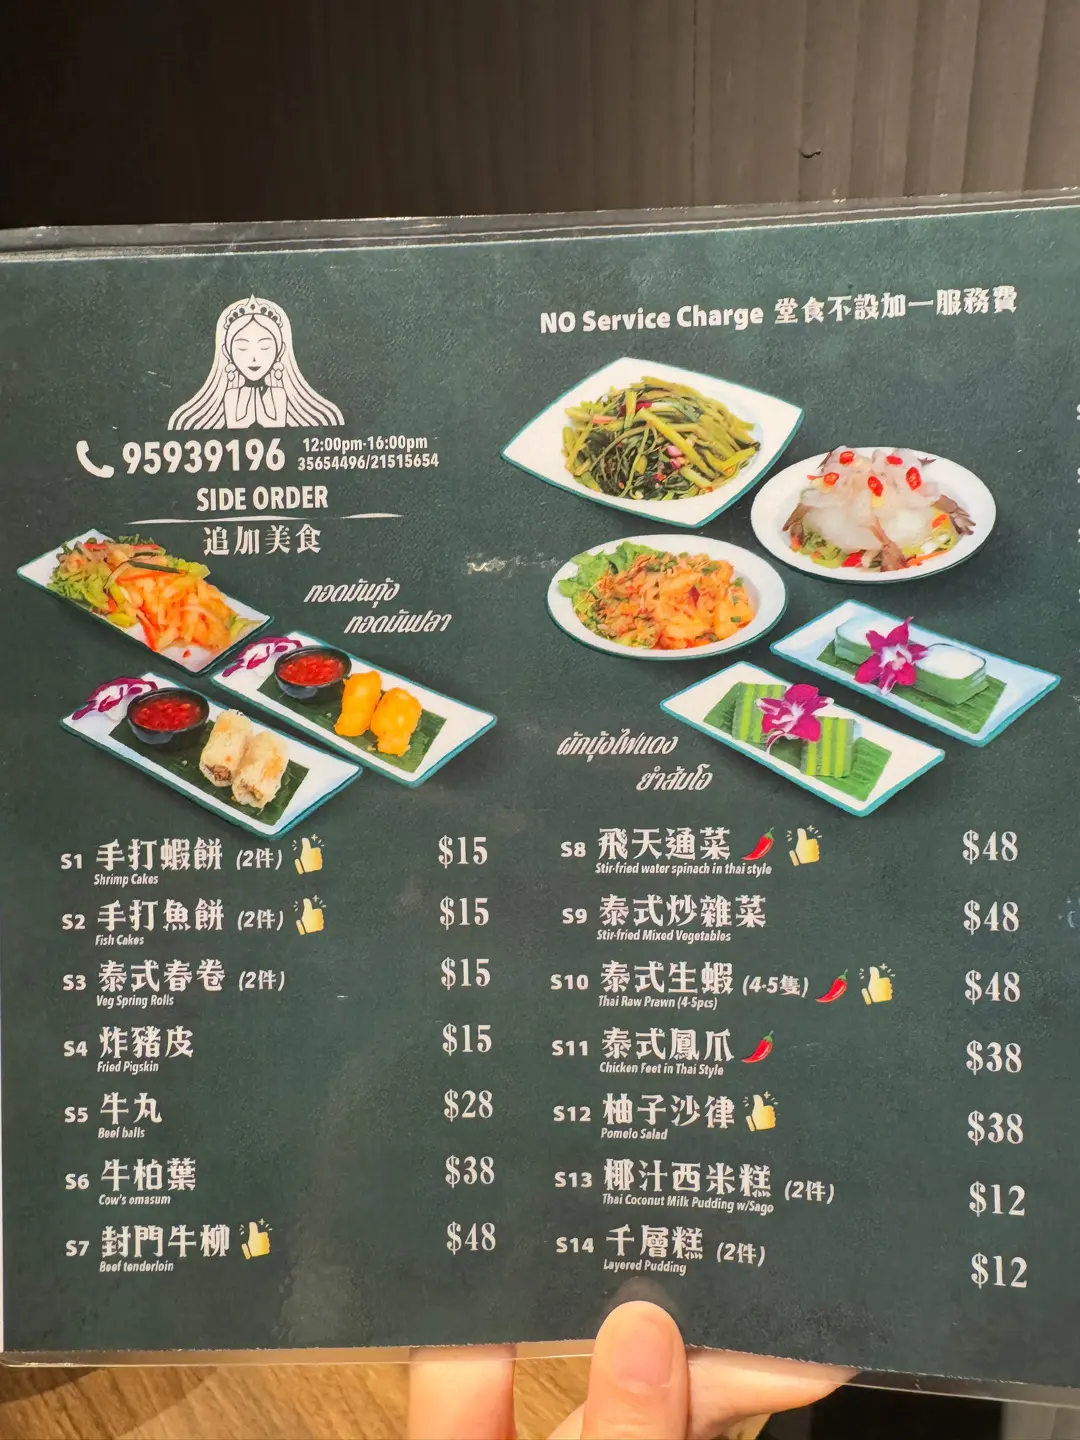 NO Service Charge 堂食不設加一服務費
95939196
12:00pm-16:00pm
35654496/21515654
SIDE ORDER
追加美食
ทอดมันกุ้ง
ทอดมันปลา
ผักบุ้งไฟแดง
ยำส้มโอ
S1 手打蝦餅 (2件) $15
Shrimp Cakes
S2 手打魚餅 (2件) $15
Fish Cakes
S3 泰式春卷 (2件) $15
Veg Spring Rolls
S4 炸豬皮 $15
Fried Pigskin
S5 牛丸 $28
Beef balls
S6 牛柏葉 $38
Cow's omasum
S7 封門牛柳 $48
Beef tenderloin
S8 飛天通菜 $48
Stir-fried water spinach in thai style
S9 泰式炒雜菜 $48
Stir-fried Mixed Vegetables
S10 泰式生蝦 (4-5隻) $48
Thai Raw Prawn (4-5pcs)
S11 泰式鳳爪 $38
Chicken Feet in Thai Style
S12 柚子沙律 $38
Pomelo Salad
S13 椰汁西米糕 (2件) $12
Thai Coconut Milk Pudding w/Sago
S14 千層糕 (2件) $12
Layered Pudding